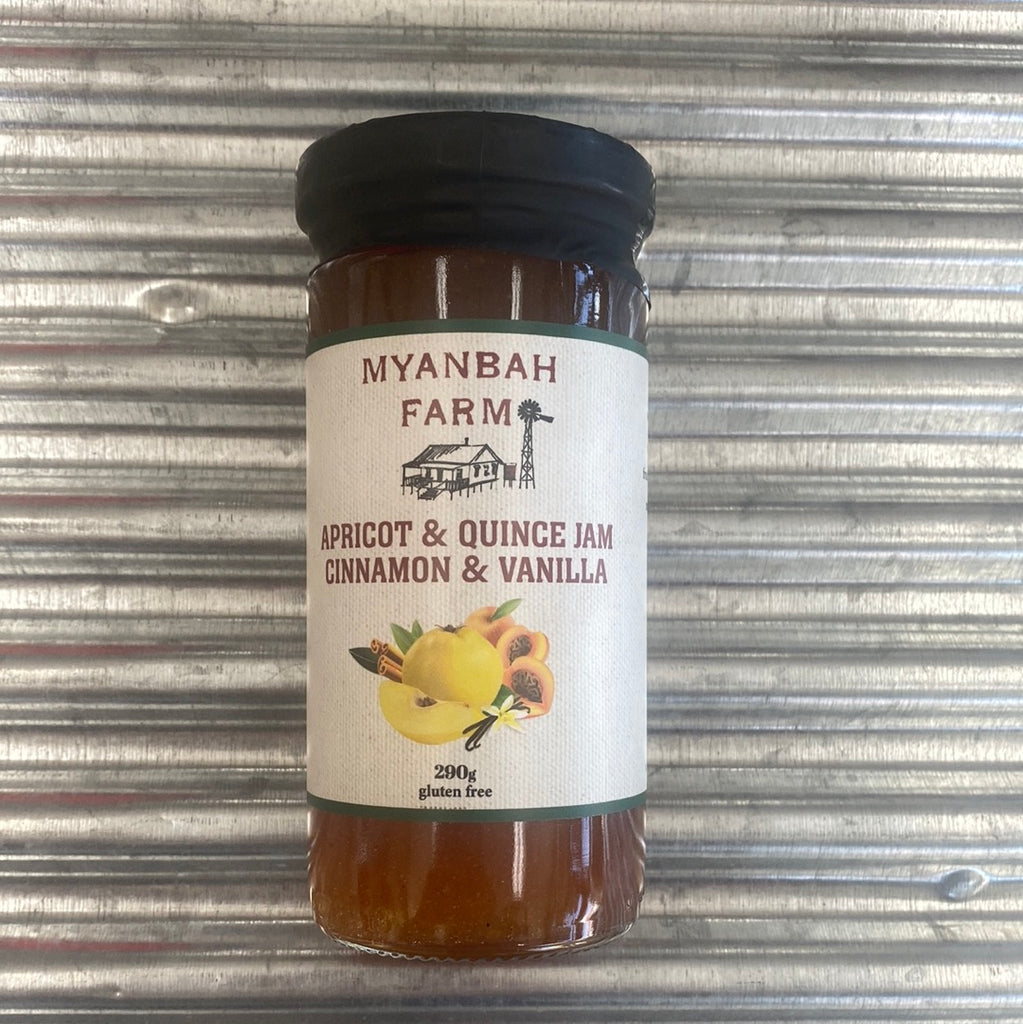 MYANBAH
FARM
APRICOT & QUINCE JAM
CINNAMON & VANILLA
290g
gluten free